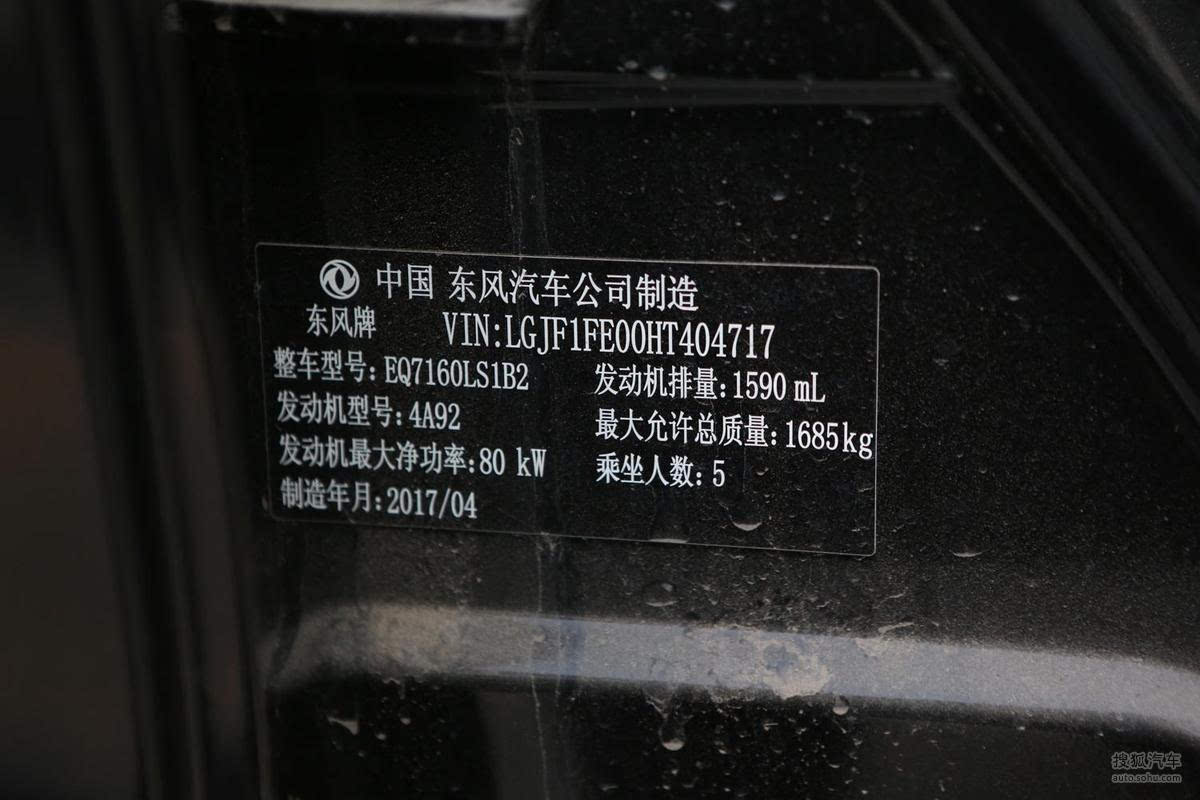 中国 东风汽车公司制造
东风牌 VIN:LGJF1FE00HT404717
整车型号:EQ7160LS1B2 发动机排量:1590 mL
发动机型号:4A92 最大允许总质量:1685kg
发动机最大净功率:80 kW 乘坐人数:5
制造年月:2017/04
搜狐汽车
auto.sohu.com